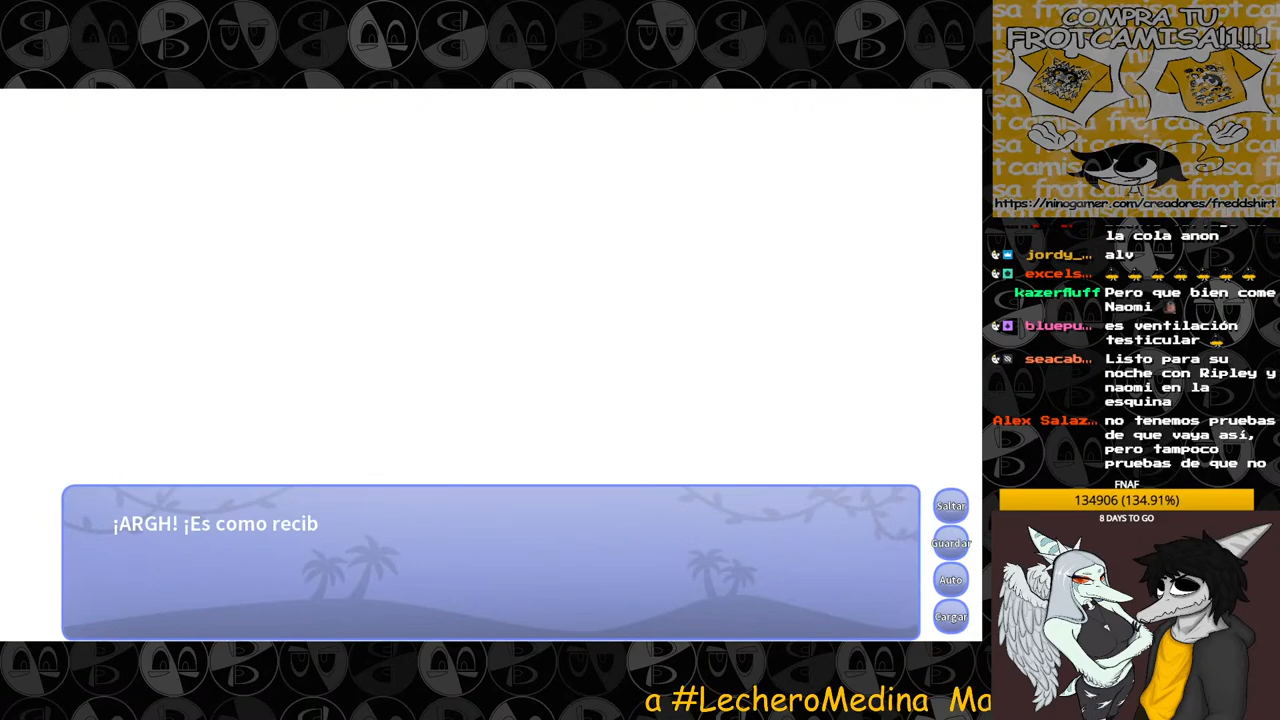 COMPRA TU
FROTCAMISA!1!!1
https://ninogamer.com/creadores/freddshirt
la cola anon
jordy_... alv
excels...
kazerfluff Pero que bien come
Naomi
bluepu... es ventilación
testicular
seacab... Listo para su
noche con Ripley y
naomi en la
esquina
Alex Salaz... no tenemos pruebas
de que vaya así,
pero tampoco
pruebas de que no
FNAF
134906 (134.91%)
8 DAYS TO GO
¡ARGH! ¡Es como recib
Saltar
Guardar
Auto
Cargar
a #LecheroMedina Ma